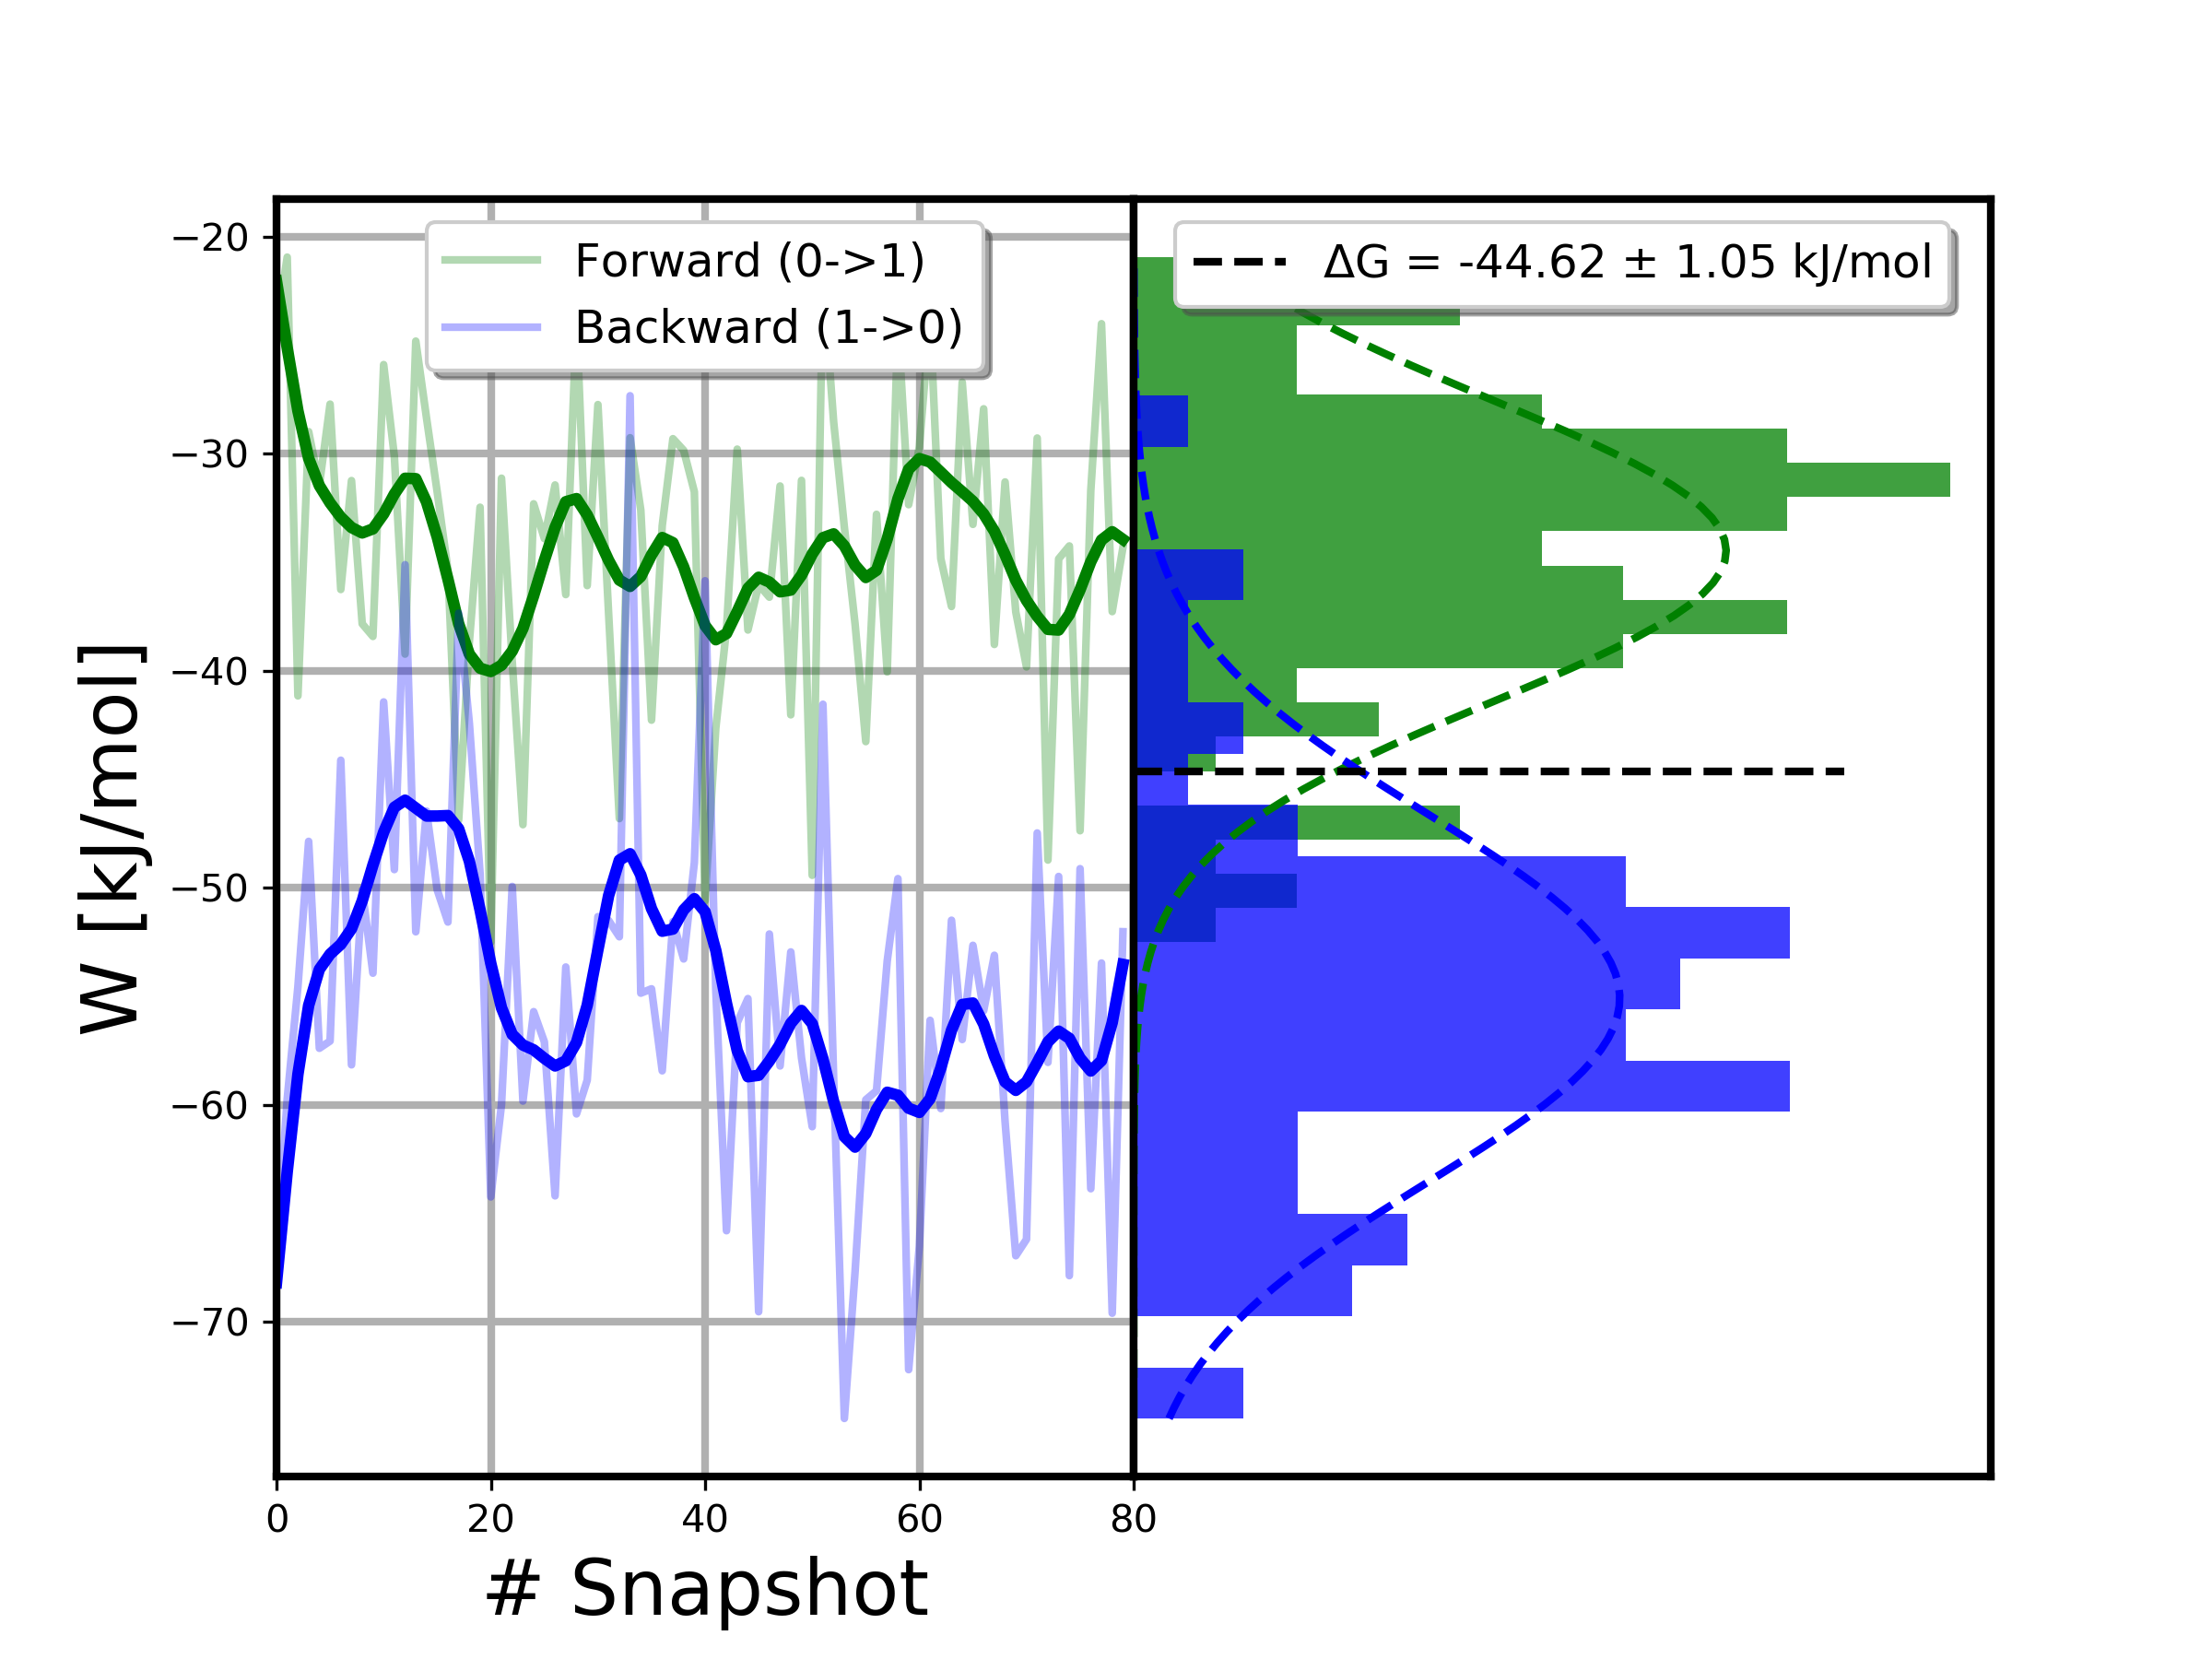 Forward (0->1)
Backward (1->0)
ΔG = -44.62 ± 1.05 kJ/mol
−20
−30
−40
−50
−60
−70
W [kJ/mol]
0 20 40 60 80
# Snapshot